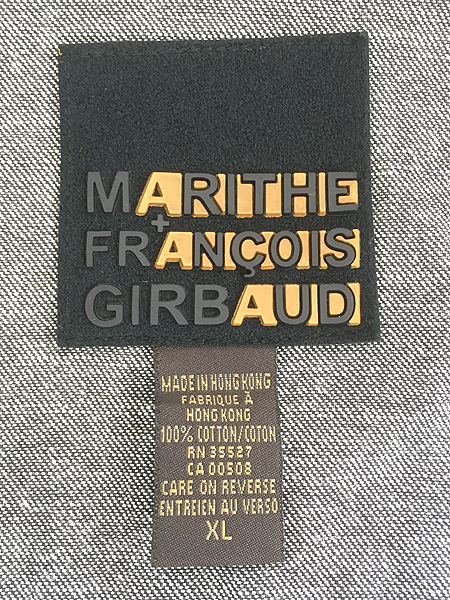 MARITHE
+
FRANÇOIS
GIRBAUD
MADE IN HONG KONG
FABRIQUE À
HONG KONG
100% COTTON/COTON
RN 35527
CA 00508
CARE ON REVERSE
ENTREIEN AU VERSO
XL